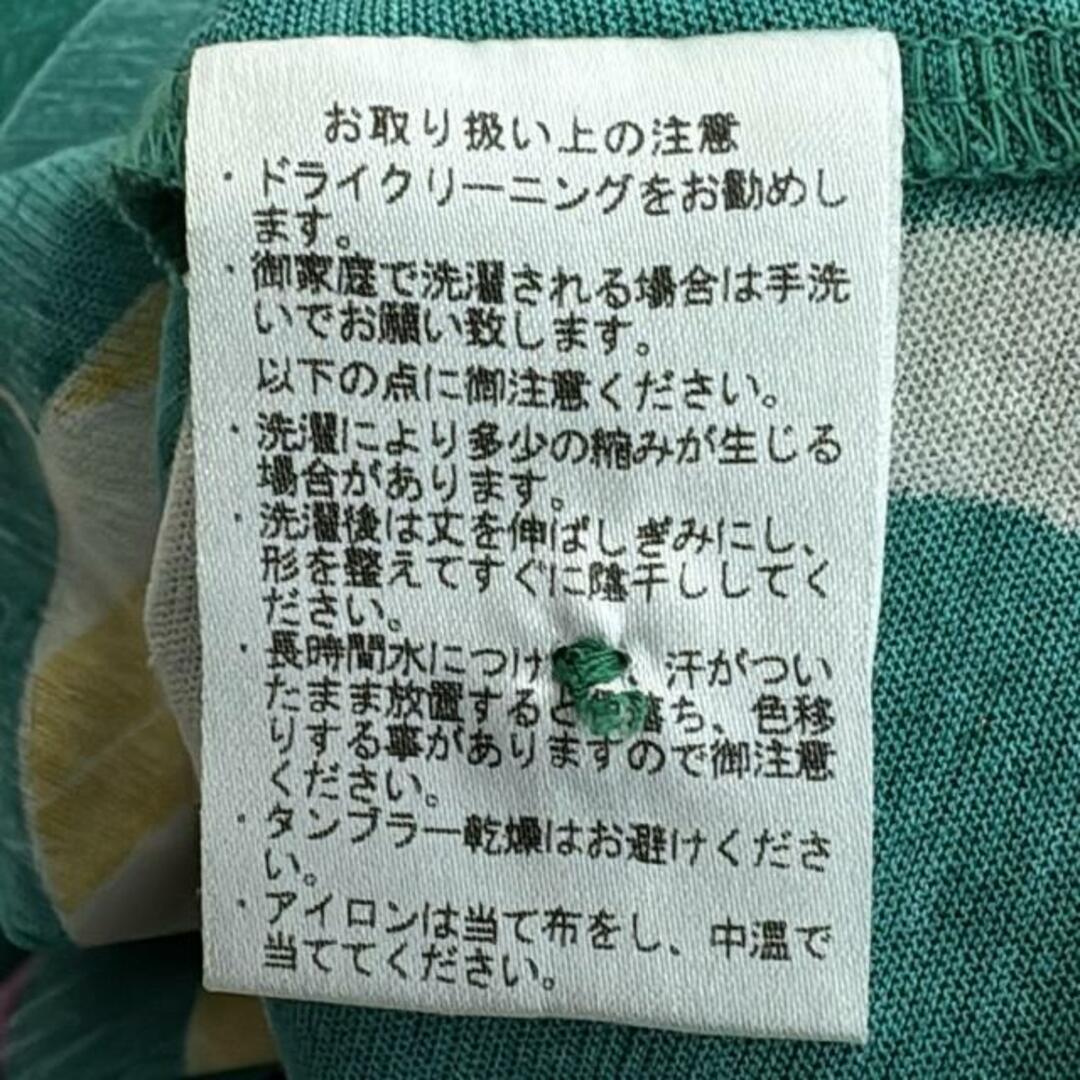 お取り扱い上の注意
・ドライクリーニングをお勧めし
ます。
・御家庭で洗濯される場合は手洗
いでお願い致します。
以下の点に御注意ください。
・洗濯により多少の縮みが生じる
場合があります。
・洗濯後は丈を伸ばしぎみにし、
形を整えてすぐに陰干ししてく
ださい。
・長時間水につけ、汗がつい
たまま放置すると落ち、色移
りする事がありますので御注意
ください。
・タンブラー乾燥はお避けくださ
い。
・アイロンは当て布をし、中温で
当ててください。